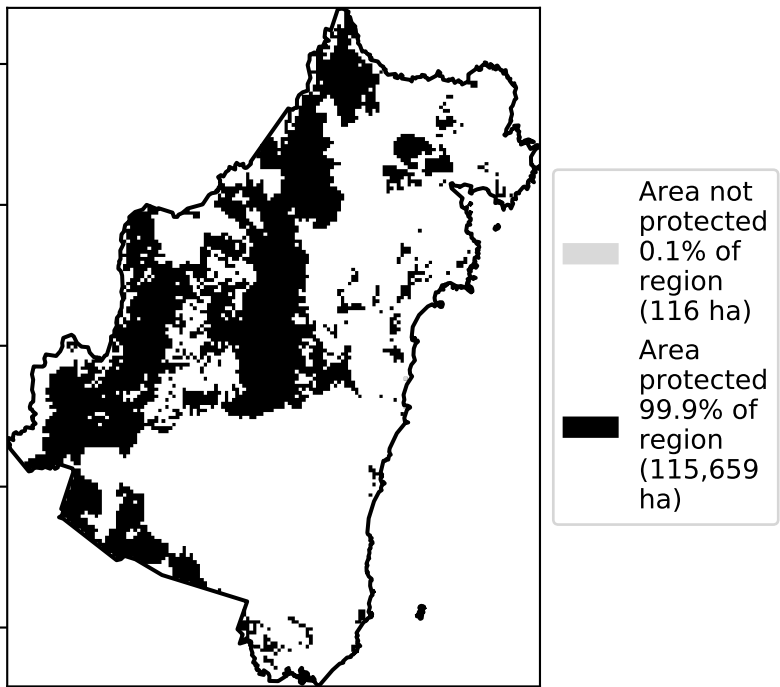 Area not
protected
0.1% of
region
(116 ha)
Area
protected
99.9% of
region
(115,659
ha)